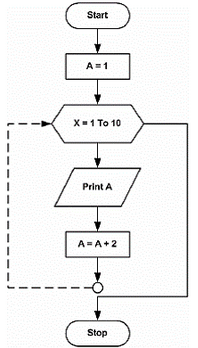 Start
A = 1
X = 1 To 10
Print A
A = A + 2
Stop